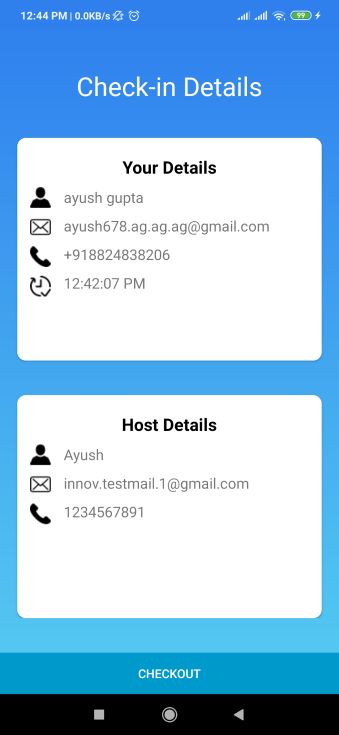 12:44 PM | 0.0KB/s
99
Check-in Details
Your Details
ayush gupta
ayush678.ag.ag.ag@gmail.com
+918824838206
12:42:07 PM
Host Details
Ayush
innov.testmail.1@gmail.com
1234567891
CHECKOUT